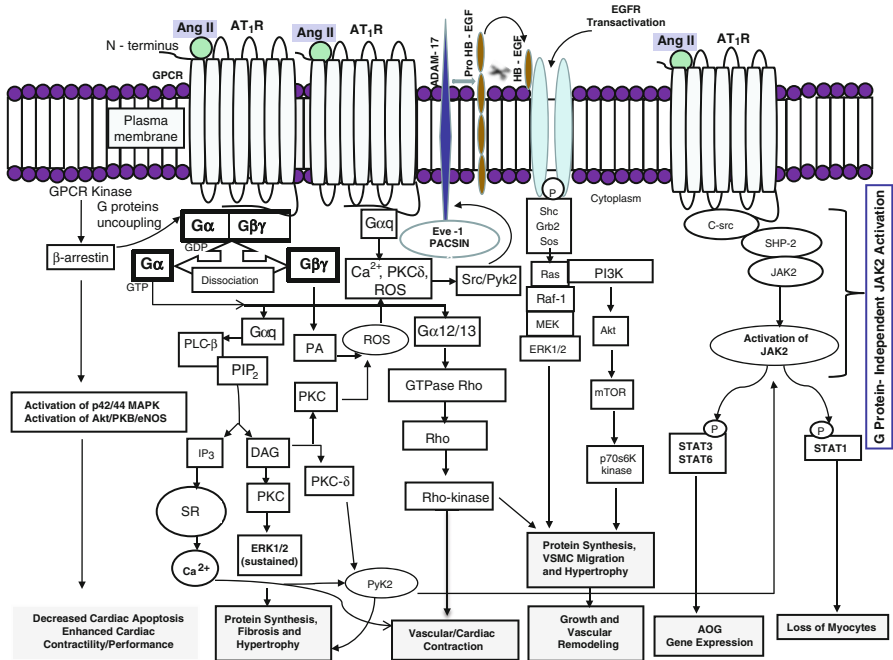 EGFR
Transactivation
Ang II
AT1R
Ang II
AT1R
ADAM- 17
Pro HB - EGF
HB - EGF
Ang II
AT1R
N - terminus
GPCR
Plasma
membrane
GPCR Kinase
G proteins
uncoupling
Cytoplasm
P
β-arrestin
Gα
Gβγ
GDP
Gα
GTP
Dissociation
Gβγ
Gαq
Ca2+, PKCδ,
ROS
Eve -1
PACSIN
Src/Pyk2
Shc
Grb2
Sos
Ras
Raf-1
MEK
ERK1/2
PI3K
Akt
mTOR
p70s6K
kinase
C-src
SHP-2
JAK2
Activation of
JAK2
G Protein- Independent JAK2 Activation
PLC-β
Gαq
PIP2
PA
ROS
Gα12/13
GTPase Rho
Rho
Rho-kinase
PKC
Activation of p42/44 MAPK
Activation of Akt/PKB/eNOS
IP3
DAG
PKC-δ
SR
PKC
Ca2+
ERK1/2
(sustained)
PyK2
P
STAT3
STAT6
P
STAT1
Protein Synthesis,
VSMC Migration
and Hypertrophy
Decreased Cardiac Apoptosis
Enhanced Cardiac
Contractility/Performance
Protein Synthesis,
Fibrosis and
Hypertrophy
Vascular/Cardiac
Contraction
Growth and
Vascular
Remodeling
AOG
Gene Expression
Loss of Myocytes